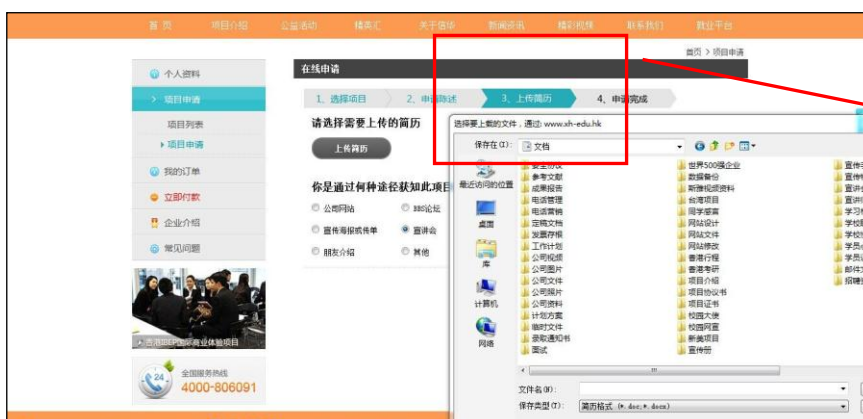 首 页 项目介绍 公益活动 精英汇 关于信华 新闻资讯 精彩视频 联系我们 就业平台
首页 > 项目申请
个人资料
> 项目申请
项目列表
项目申请
我的订单
立即付款
企业介绍
常见问题
全国服务热线
4000-806091
在线申请
1、选择项目
2、申请陈述
3、上传简历
4、申请完成
请选择需要上传的简历
上传简历
你是通过何种途径获知此项目
公司网站
BBS论坛
宣传海报或传单
宣讲会
朋友介绍
其他
选择要上载的文件，通过: www.xh-edu.hk
保存在(I):
文档
最近访问的位置
桌面
库
计算机
网络
安全协议
参考文献
成果报告
电话管理
电话营销
定稿文档
发票存根
工作计划
公司视频
公司图片
公司文件
公司照片
公司资料
计划方案
临时文件
录取通知书
面试
世界500强企业
数据备份
新雅视频资料
台湾项目
同学感言
网站设计
网站文件
网站修改
香港行程
香港考研
项目介绍
项目协议书
项目证书
校园大使
校园网宣
新美项目
宣传册
文件名(N):
保存类型(T):
简历格式 (*.doc;*.docx)